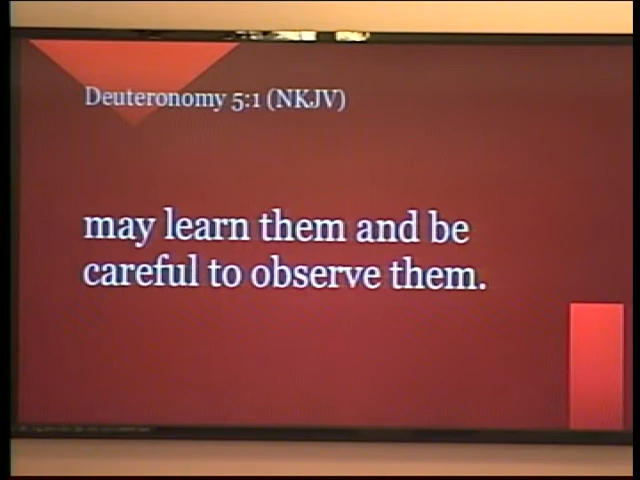 Deuteronomy 5:1 (NKJV)
may learn them and be
careful to observe them.